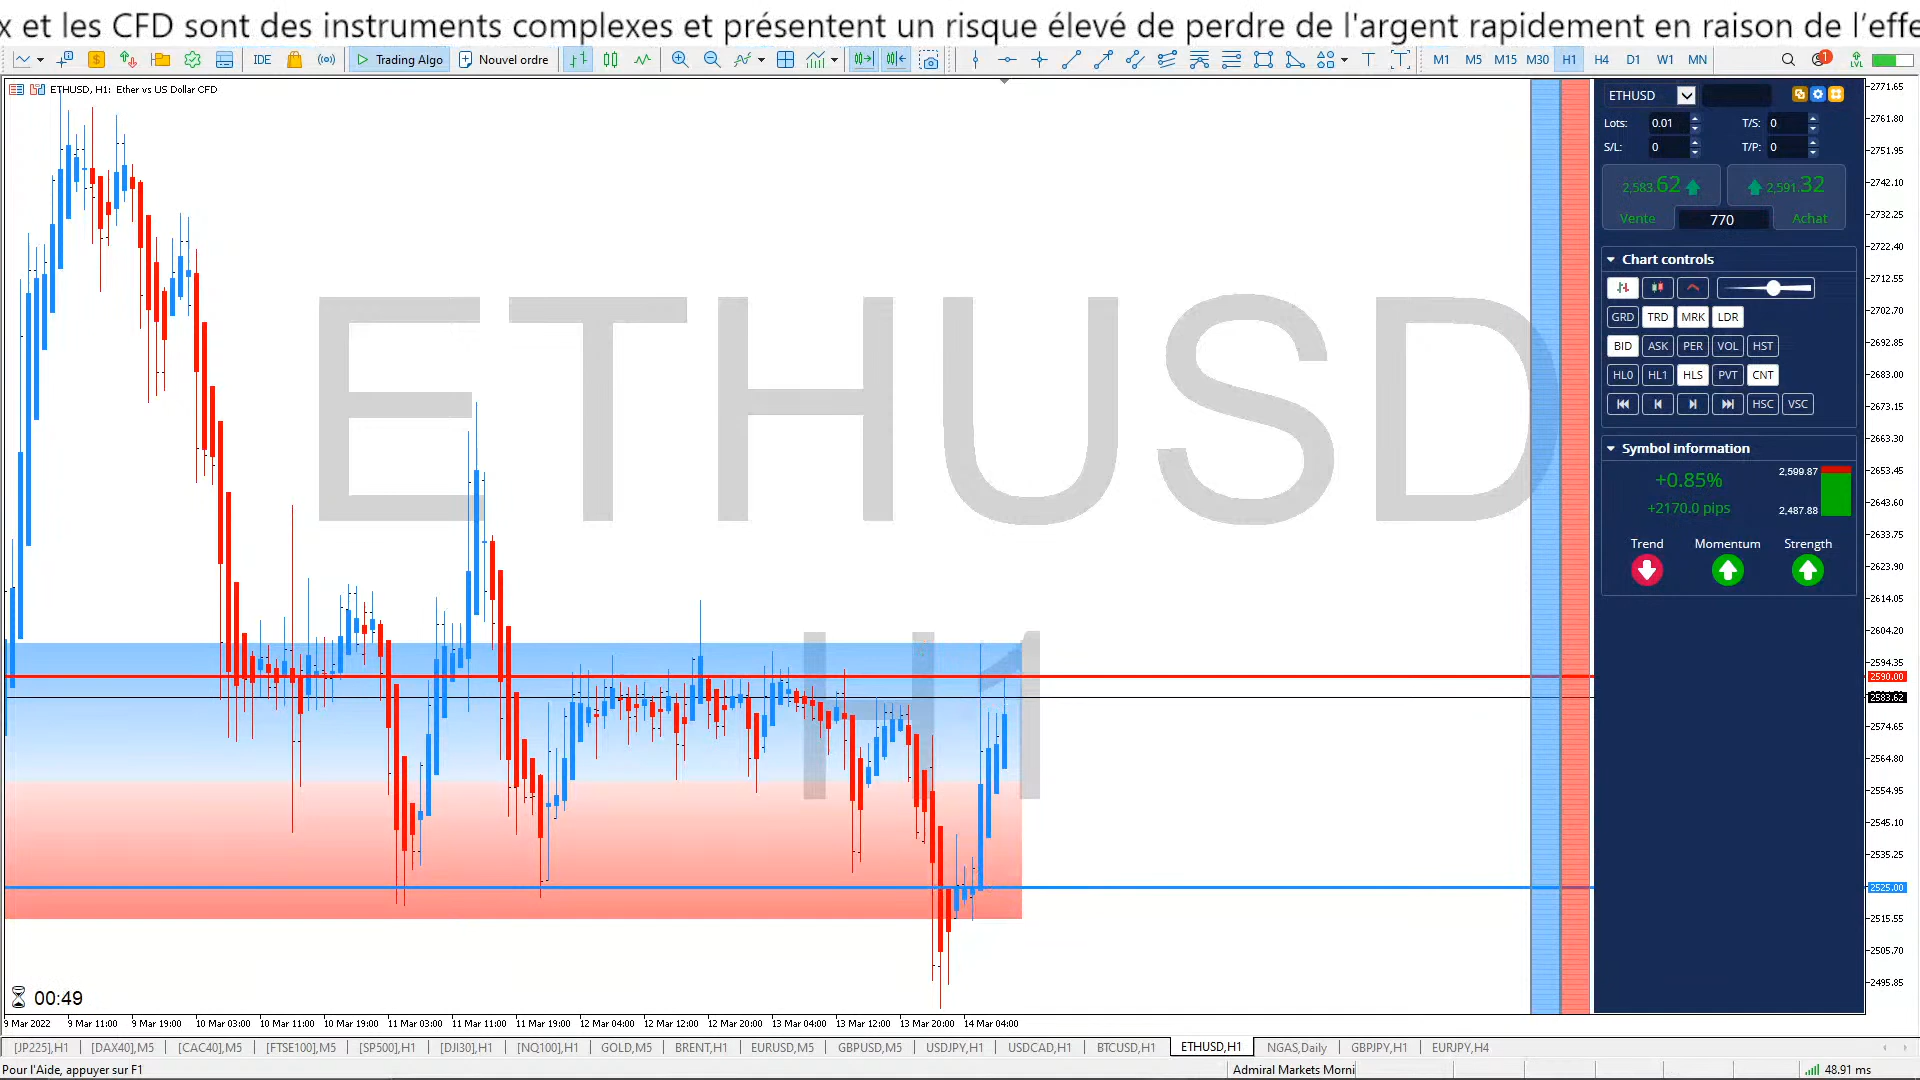 x et les CFD sont des instruments complexes et présentent un risque élevé de perdre de l'argent rapidement en raison de l’effe
IDE Trading Algo Nouvel ordre M1 M5 M15 M30 H1 H4 D1 W1 MN 1 LVL
ETHUSD, H1: Ether vs US Dollar CFD
ETHUSD
H1
00:49
2771.65
2761.80
2751.95
2742.10
2732.25
2722.40
2712.55
2702.70
2692.85
2683.00
2673.15
2663.30
2653.45
2643.60
2633.75
2623.90
2614.05
2604.20
2594.35
2590.00
2583.62
2574.65
2564.80
2554.95
2545.10
2535.25
2525.00
2515.55
2505.70
2495.85
ETHUSD
Lots: 0.01 T/S: 0
S/L: 0 T/P: 0
2,583.62 2,591.32
Vente 770 Achat
Chart controls
GRD TRD MRK LDR
BID ASK PER VOL HST
HL0 HL1 HLS PVT CNT
HSC VSC
Symbol information
+0.85% 2,599.87
+2170.0 pips 2,487.88
Trend Momentum Strength
9 Mar 2022 9 Mar 11:00 9 Mar 19:00 10 Mar 03:00 10 Mar 11:00 10 Mar 19:00 11 Mar 03:00 11 Mar 11:00 11 Mar 19:00 12 Mar 04:00 12 Mar 12:00 12 Mar 20:00 13 Mar 04:00 13 Mar 12:00 13 Mar 20:00 14 Mar 04:00
[JP225],H1 [DAX40],M5 [CAC40],M5 [FTSE100],M5 [SP500],H1 [DJI30],H1 [NQ100],H1 GOLD,M5 BRENT,H1 EURUSD,M5 GBPUSD,M5 USDJPY,H1 USDCAD,H1 BTCUSD,H1 ETHUSD,H1 NGAS,Daily GBPJPY,H1 EURJPY,H4
Pour l'Aide, appuyer sur F1 Admiral Markets Morni 48.91 ms